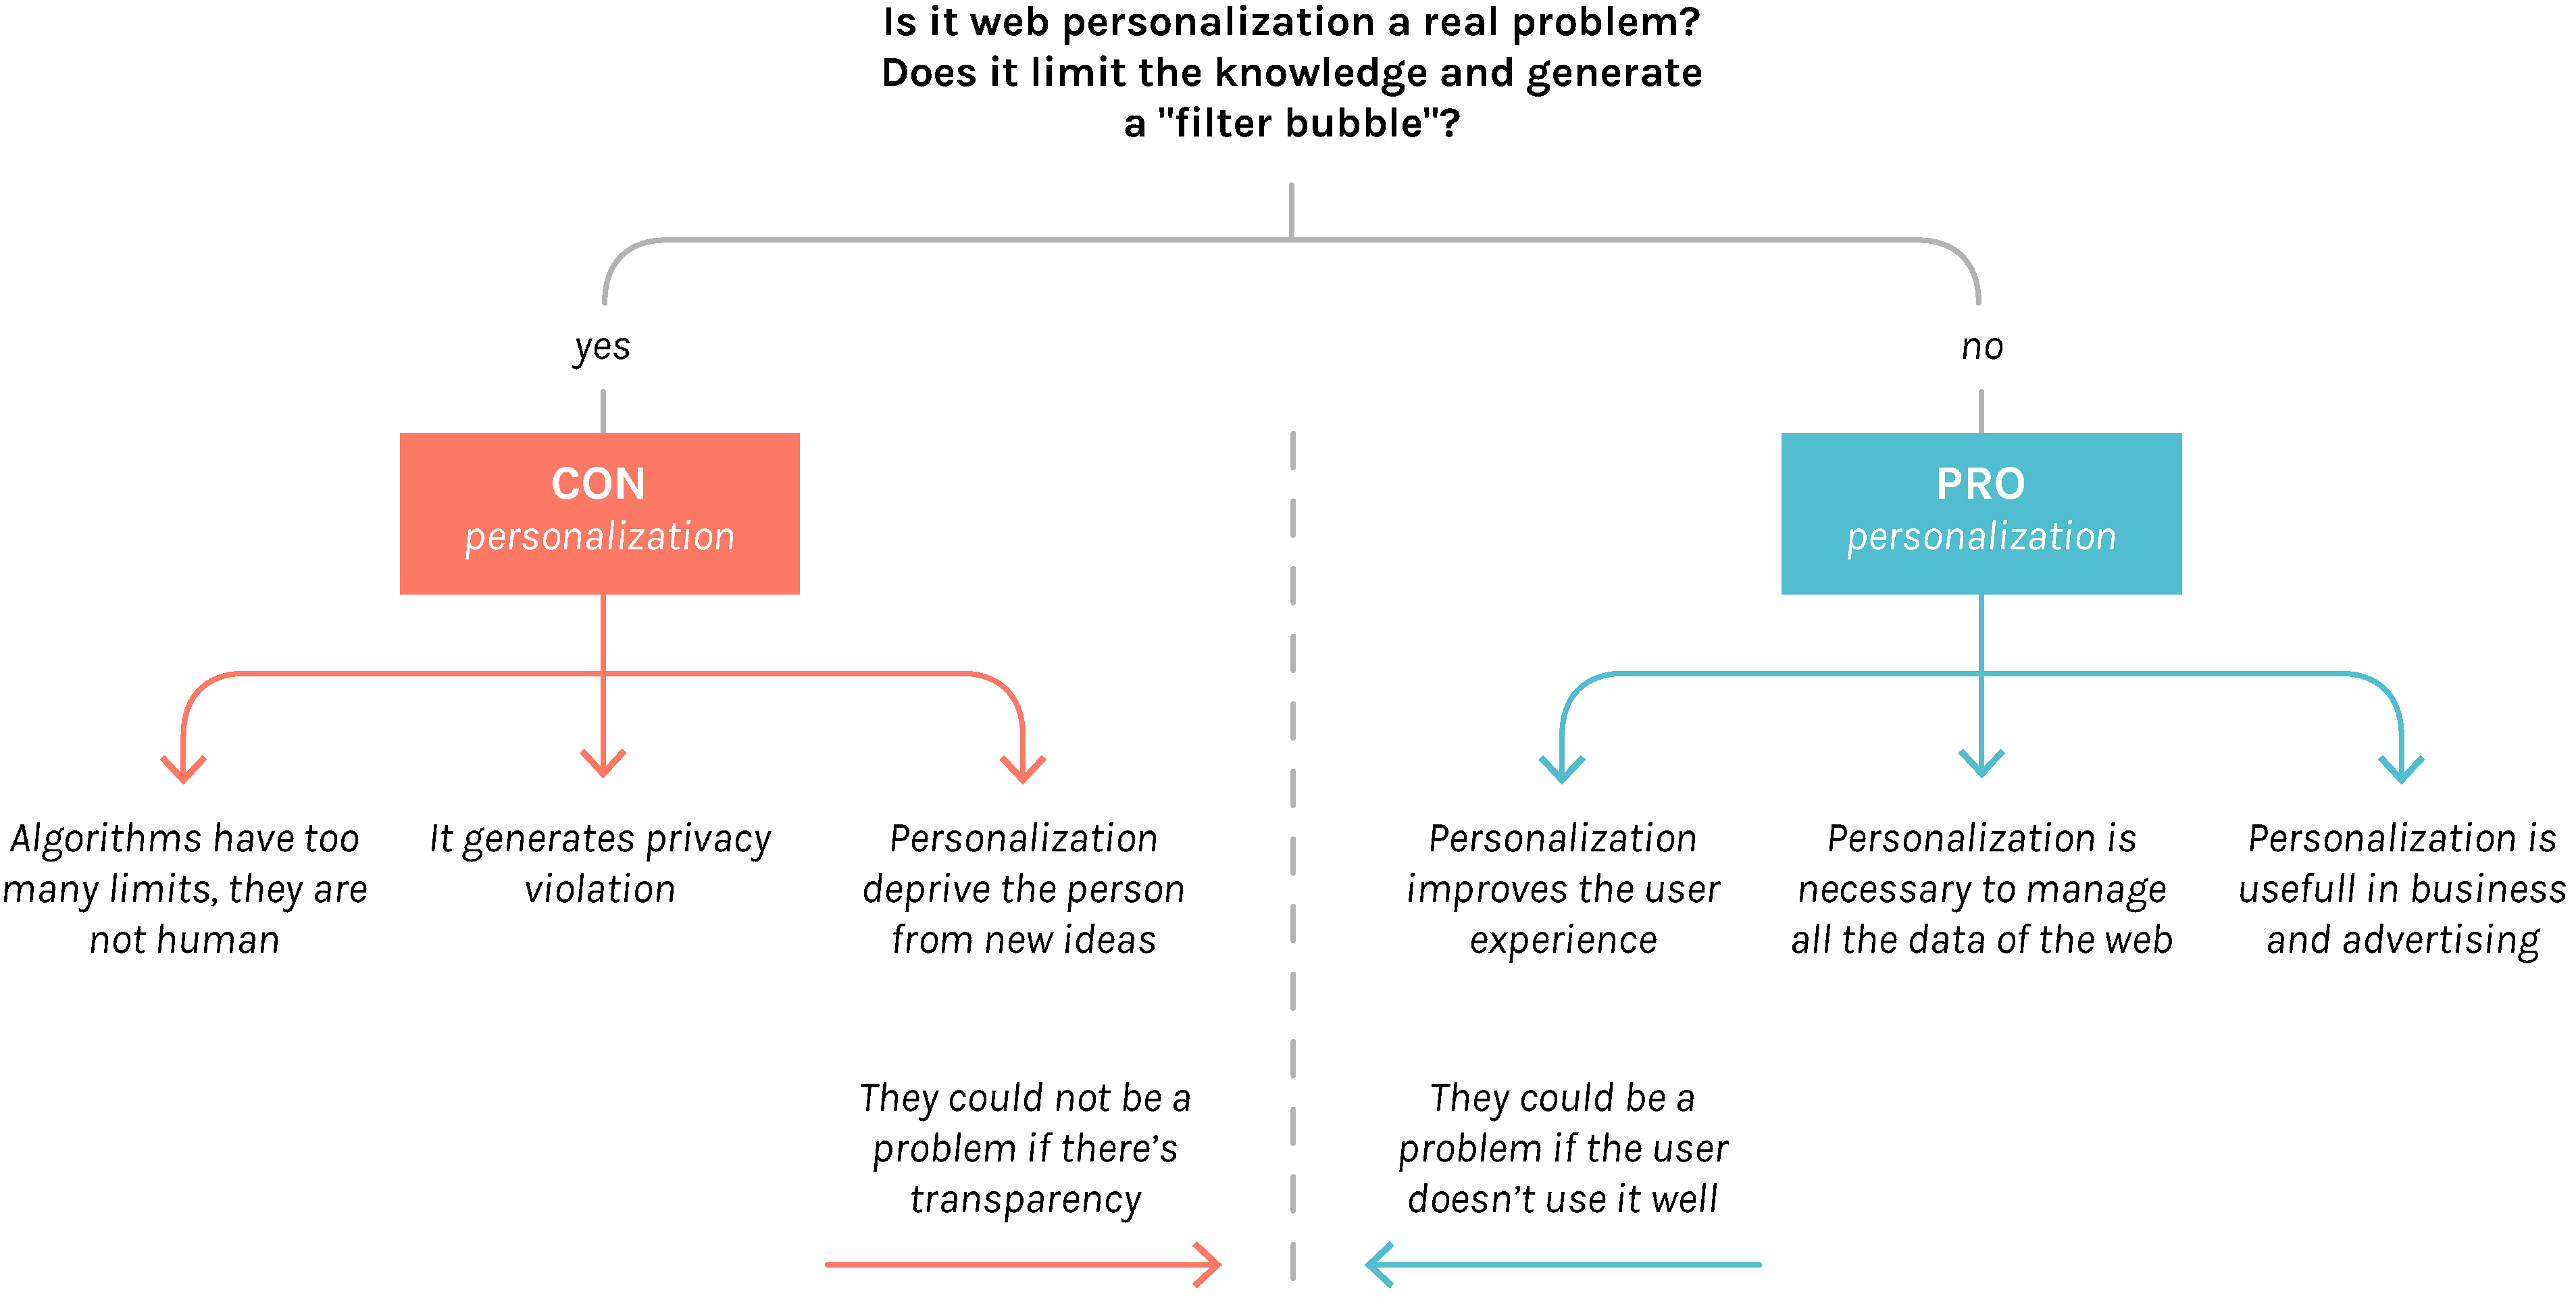 Is it web personalization a real problem?
Does it limit the knowledge and generate
a "filter bubble"?
yes
no
CON
personalization
PRO
personalization
Algorithms have too
many limits, they are
not human
It generates privacy
violation
Personalization
deprive the person
from new ideas
Personalization
improves the user
experience
Personalization is
necessary to manage
all the data of the web
Personalization is
usefull in business
and advertising
They could not be a
problem if there’s
transparency
They could be a
problem if the user
doesn’t use it well